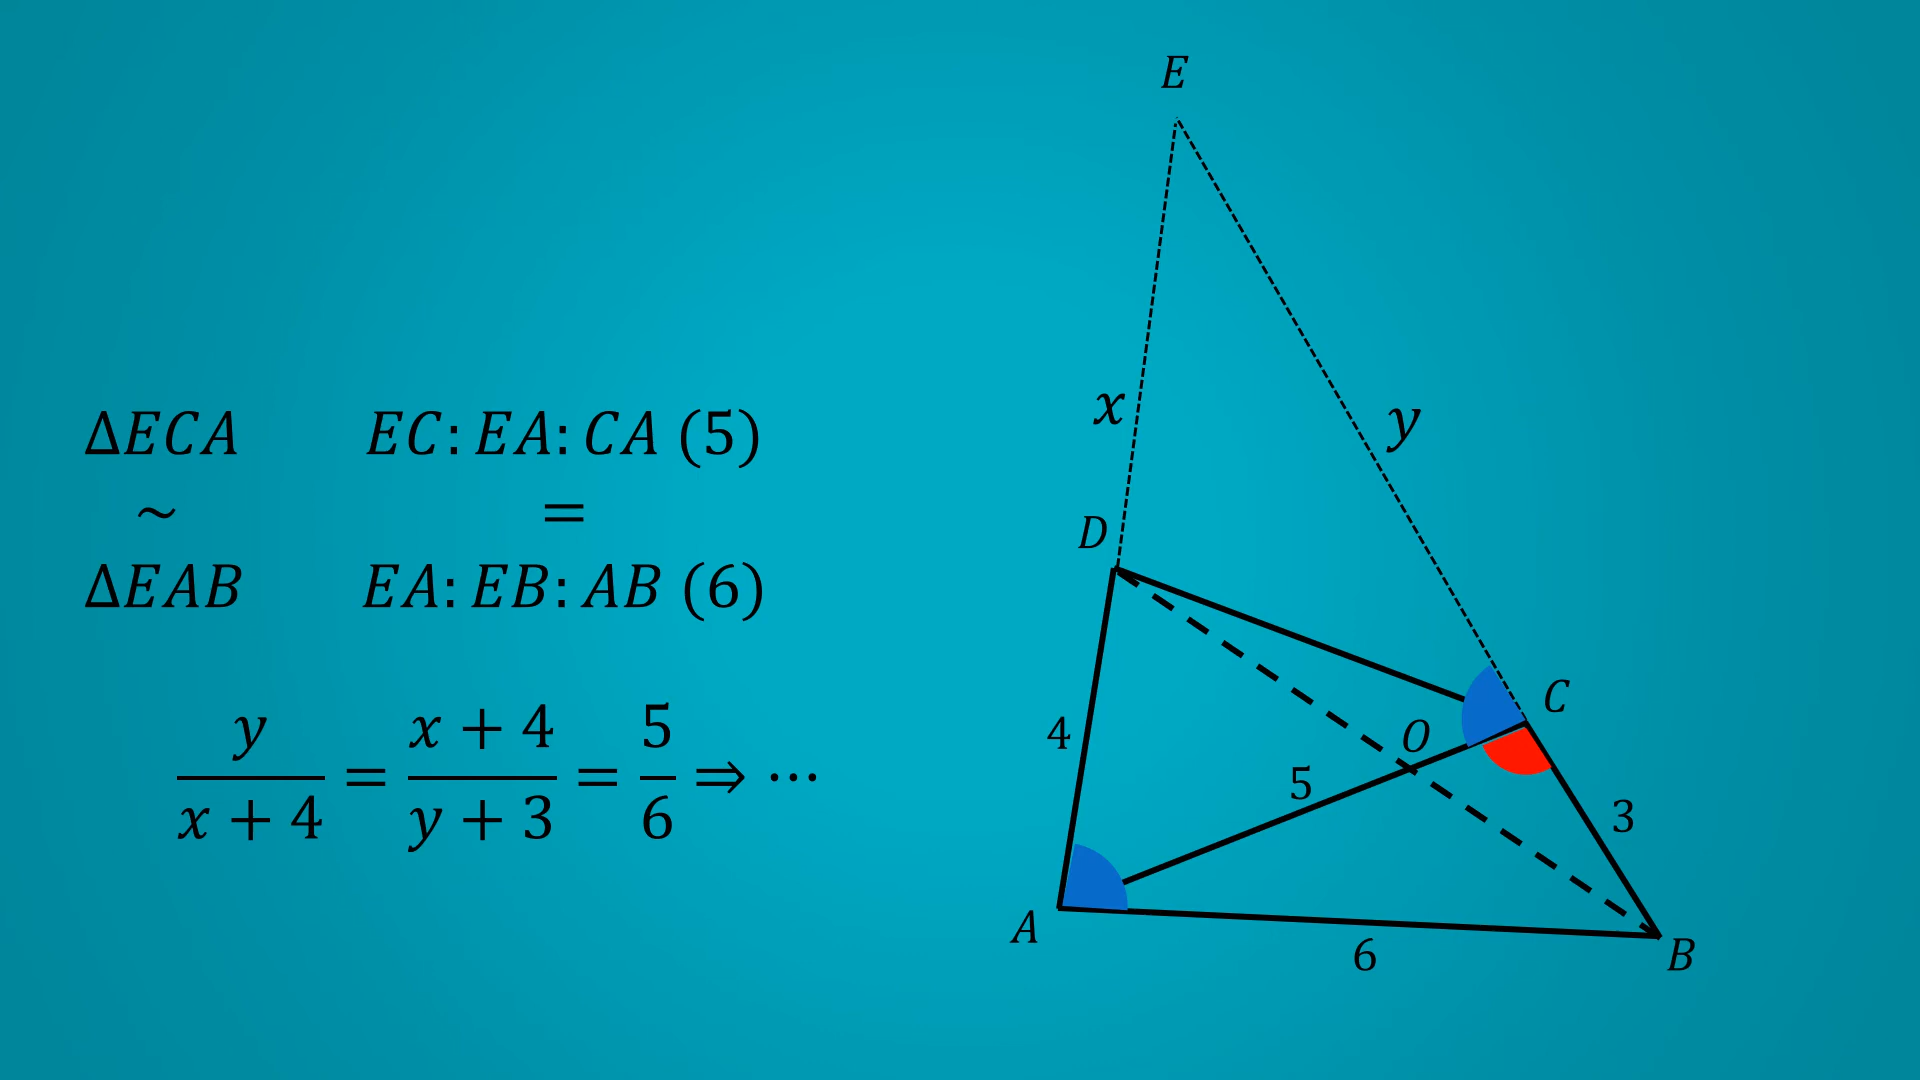 ΔECA EC: EA: CA (5)
~ =
ΔEAB EA: EB: AB (6)
y/(x + 4) = (x + 4)/(y + 3) = 5/6 ⇒ ⋯
E
x
y
D
C
O
4
5
3
A
6
B